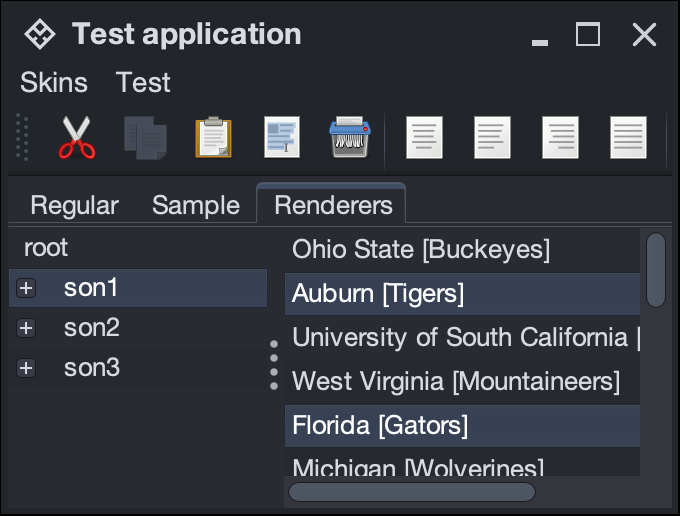 Test application
Skins Test
Regular Sample Renderers
root
son1
son2
son3
Ohio State [Buckeyes]
Auburn [Tigers]
University of South California [
West Virginia [Mountaineers]
Florida [Gators]
Michigan [Wolverines]